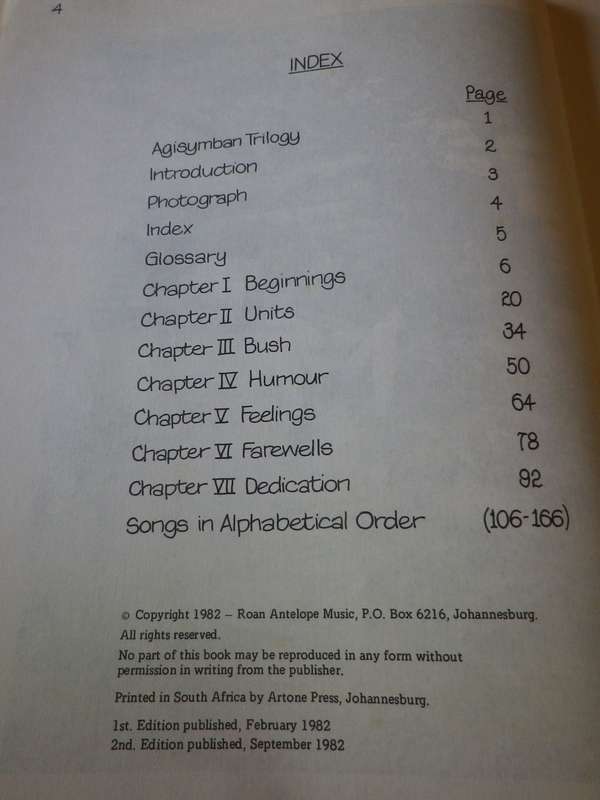 4
INDEX
Page
Agisymban Trilogy 1
Introduction 2
Photograph 3
Index 4
Glossary 5
Chapter I Beginnings 6
Chapter II Units 20
Chapter III Bush 34
Chapter IV Humour 50
Chapter V Feelings 64
Chapter VI Farewells 78
Chapter VII Dedication 92
Songs in Alphabetical Order (106-166)
© Copyright 1982 – Roan Antelope Music, P.O. Box 6216, Johannesburg.
All rights reserved.
No part of this book may be reproduced in any form without
permission in writing from the publisher.
Printed in South Africa by Artone Press, Johannesburg.
1st. Edition published, February 1982
2nd. Edition published, September 1982